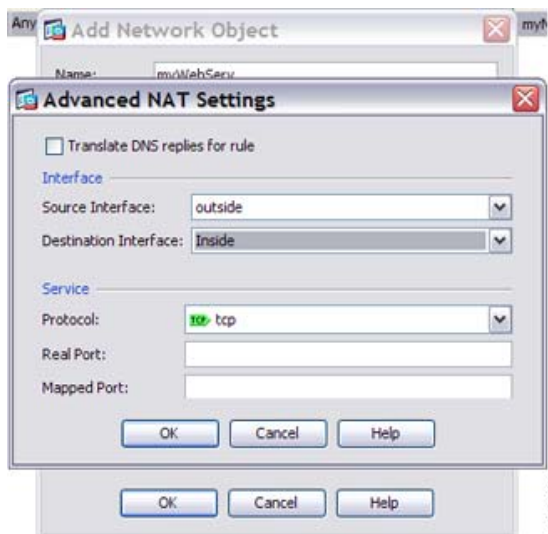 Any
Add Network Object
myN
Name: myWebServ
Advanced NAT Settings
Translate DNS replies for rule
Interface
Source Interface: outside
Destination Interface: Inside
Service
Protocol: TCP tcp
Real Port:
Mapped Port:
OK Cancel Help
OK Cancel Help